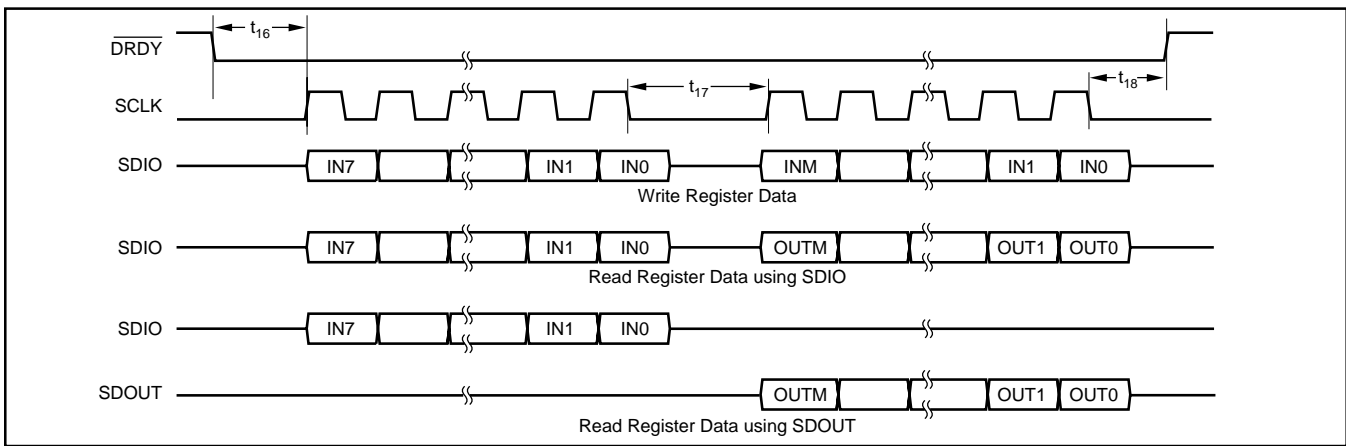 DRDY t16 t18
SCLK t17
SDIO IN7 IN1 IN0 INM IN1 IN0
Write Register Data
SDIO IN7 IN1 IN0 OUTM OUT1 OUT0
Read Register Data using SDIO
SDIO IN7 IN1 IN0
SDOUT OUTM OUT1 OUT0
Read Register Data using SDOUT